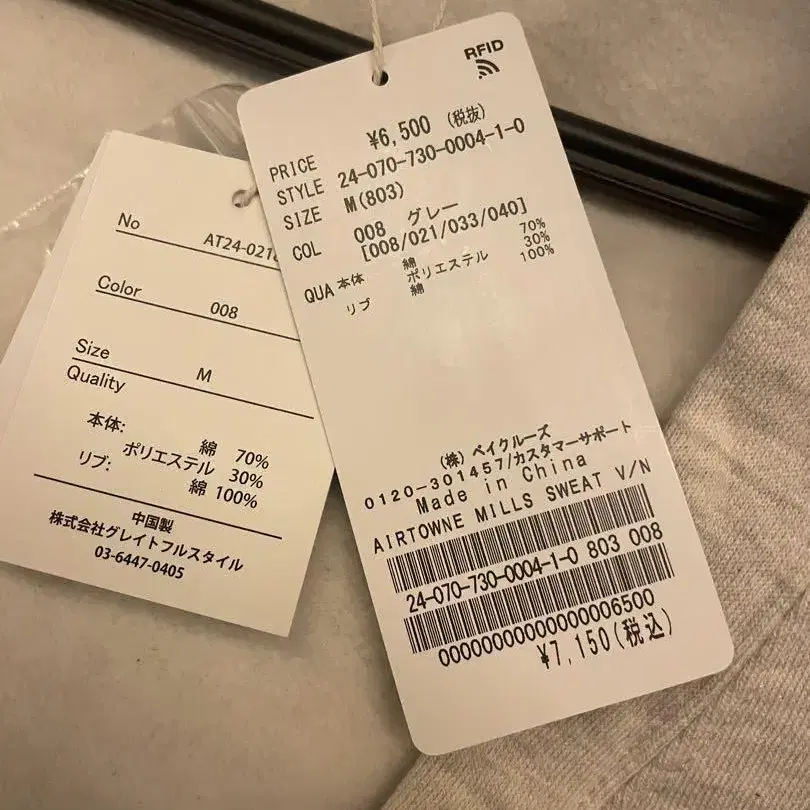 No AT24-021
Color 008
Size M
Quality
本体:
綿 70%
ポリエステル 30%
リブ:
綿 100%
中国製
株式会社グレイトフルスタイル
03-6447-0405
RFID
PRICE ¥6,500 (税抜)
STYLE 24-070-730-0004-1-0
SIZE M(803)
COL 008 グレー
[008/021/033/040]
QUA 本体 綿 70%
ポリエステル 30%
リブ 綿 100%
(株) ベイクルーズ
0120-301457/カスタマーサポート
Made in China
AIRTOWNE MILLS SWEAT V/N
24-070-730-0004-1-0 803 008
¥7,150(税込)